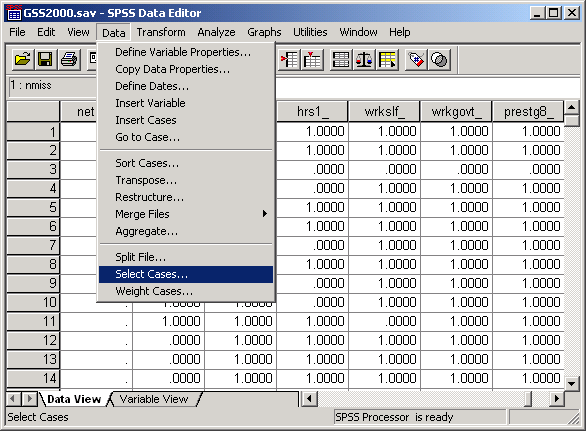 GSS2000.sav - SPSS Data Editor
File Edit View Data Transform Analyze Graphs Utilities Window Help
1 : nmiss
Define Variable Properties...
Copy Data Properties...
Define Dates...
Insert Variable
Insert Cases
Go to Case...
Sort Cases...
Transpose...
Restructure...
Merge Files
Aggregate...
Split File...
Select Cases...
Weight Cases...
net hrs1_ wrkslf_ wrkgovt_ prestg8_
1 1.0000 1.0000 1.0000 1.0000
2 1.0000 1.0000 1.0000 1.0000
3 .0000 .0000 .0000 .0000
4 .0000 1.0000 1.0000 1.0000
5 1.0000 1.0000 1.0000 1.0000
6 1.0000 1.0000 1.0000 1.0000
7 .0000 1.0000 1.0000 1.0000
8 1.0000 1.0000 1.0000 1.0000
9 .0000 1.0000 1.0000 1.0000
10 . 1.0000 1.0000 .0000 1.0000 1.0000 1.0000
11 . 1.0000 1.0000 1.0000 .0000 1.0000 1.0000
12 . .0000 1.0000 1.0000 1.0000 1.0000 1.0000
13 . .0000 1.0000 1.0000 1.0000 1.0000 1.0000
14 . .0000 1.0000 .0000 1.0000 1.0000 1.0000
Data View Variable View
Select Cases SPSS Processor is ready